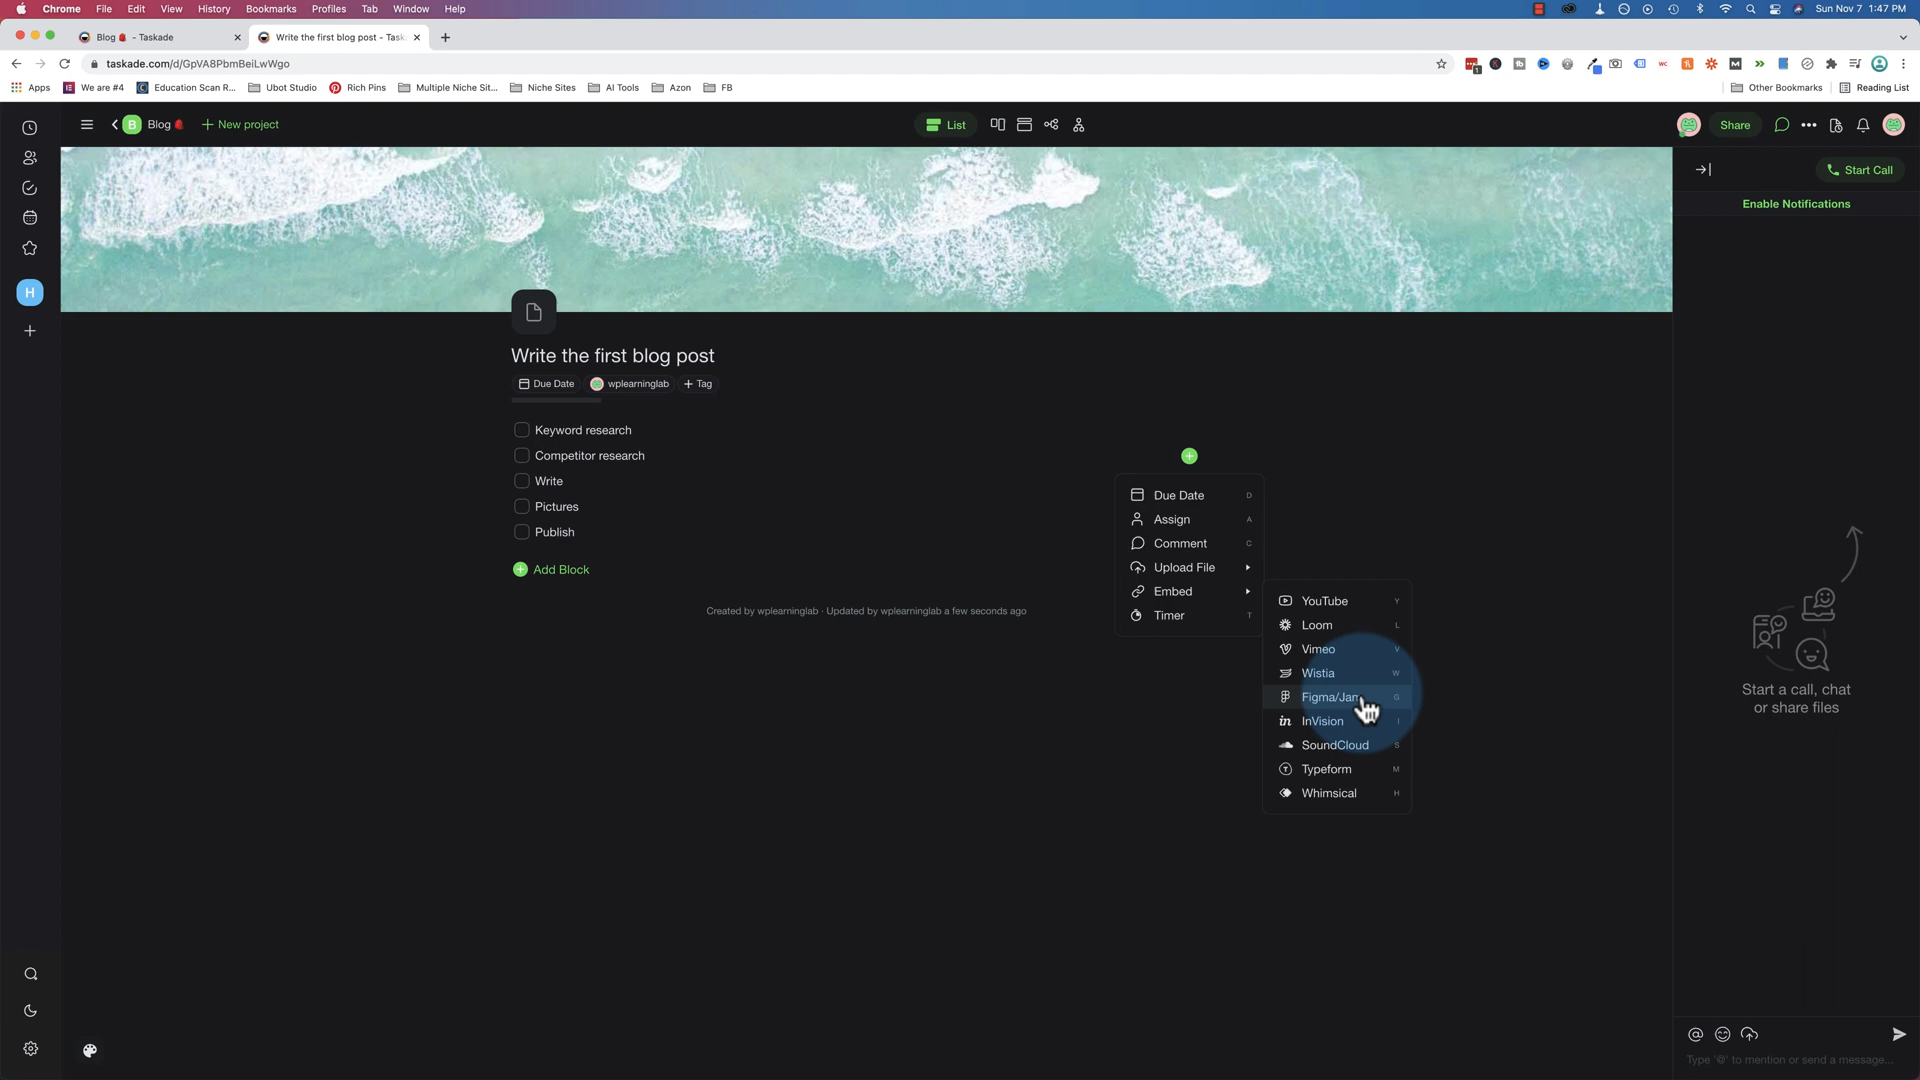 Chrome File Edit View History Bookmarks Profiles Tab Window Help Sun Nov 7 1:47 PM
Blog - Taskade Write the first blog post - Task
taskade.com/d/GpVA8PbmBeiLwWgo
Apps We are #4 Education Scan R... Ubot Studio Rich Pins Multiple Niche Sit... Niche Sites AI Tools Azon FB Other Bookmarks Reading List
B Blog + New project List Share
Start Call
Enable Notifications
H
Write the first blog post
Due Date wplearninglab + Tag
Keyword research
Competitor research
Write
Pictures
Publish
Add Block
Created by wplearninglab · Updated by wplearninglab a few seconds ago
Due Date D
Assign A
Comment C
Upload File
Embed
Timer T
YouTube Y
Loom L
Vimeo V
Wistia W
Figma/Jam G
InVision I
SoundCloud S
Typeform M
Whimsical H
Start a call, chat
or share files
Type '@' to mention or send a message...